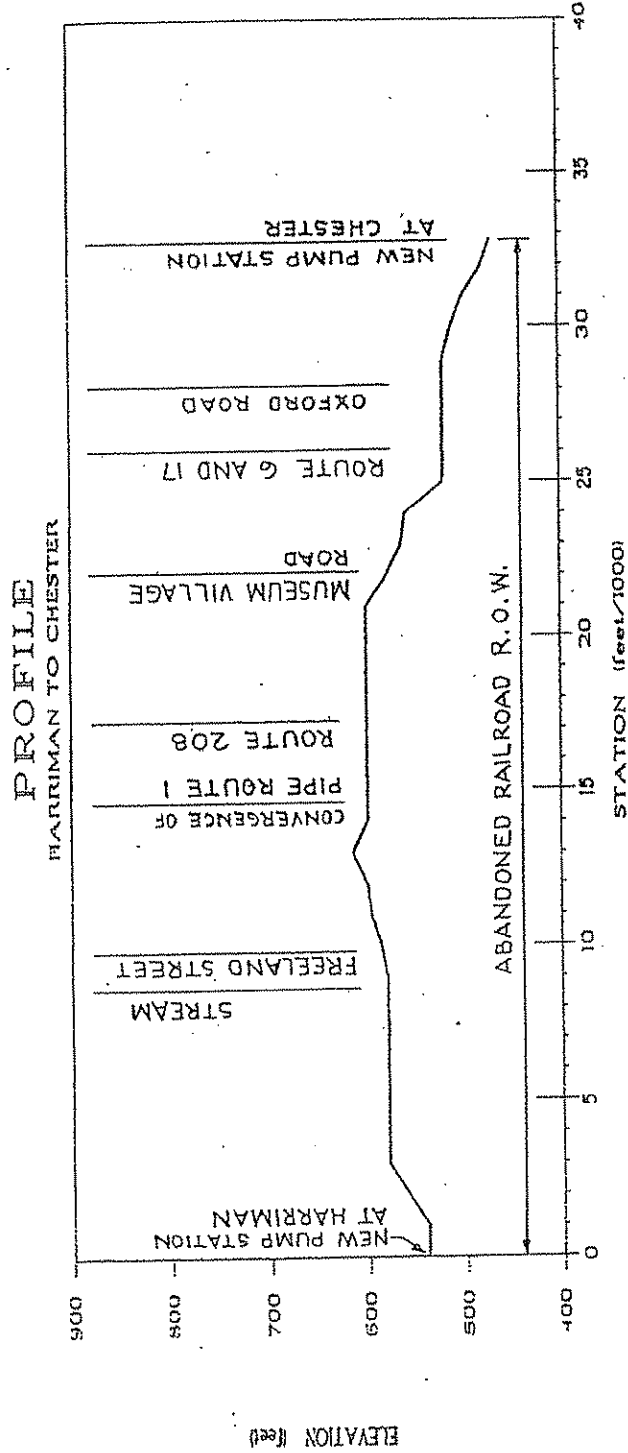 PROFILE
HARRIMAN TO CHESTER
ELEVATION (feet)
900
800
700
600
500
400
NEW PUMP STATION
AT HARRIMAN
STREAM
FREELAND STREET
CONVERGENCE OF
PIPE ROUTE 1
ROUTE 208
MUSEUM VILLAGE
ROAD
ROUTE 6 AND 17
OXFORD ROAD
NEW PUMP STATION
AT CHESTER
ABANDONED RAILROAD R.O.W.
0
5
10
15
20
25
30
35
40
STATION (feet/1000)